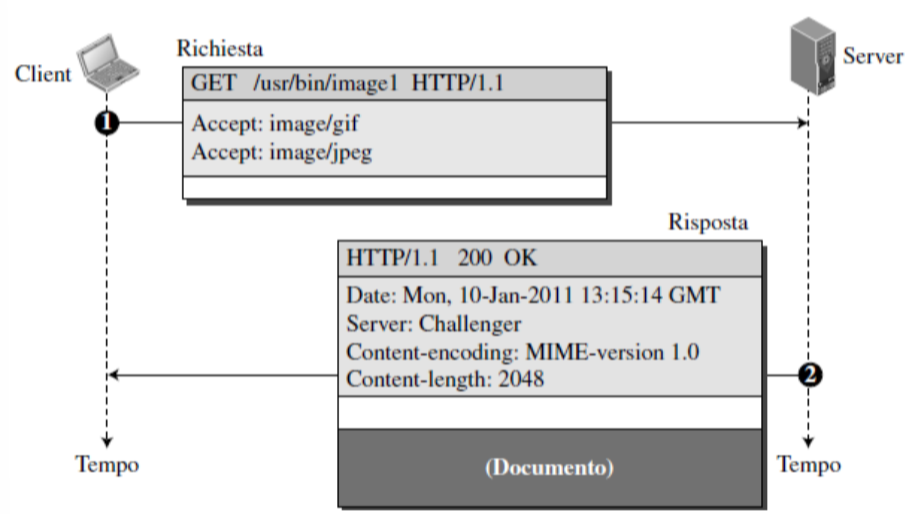 Client
Richiesta
Server
GET /usr/bin/image1 HTTP/1.1
1
Accept: image/gif
Accept: image/jpeg
Risposta
HTTP/1.1 200 OK
Date: Mon, 10-Jan-2011 13:15:14 GMT
Server: Challenger
Content-encoding: MIME-version 1.0
Content-length: 2048
2
Tempo
(Documento)
Tempo